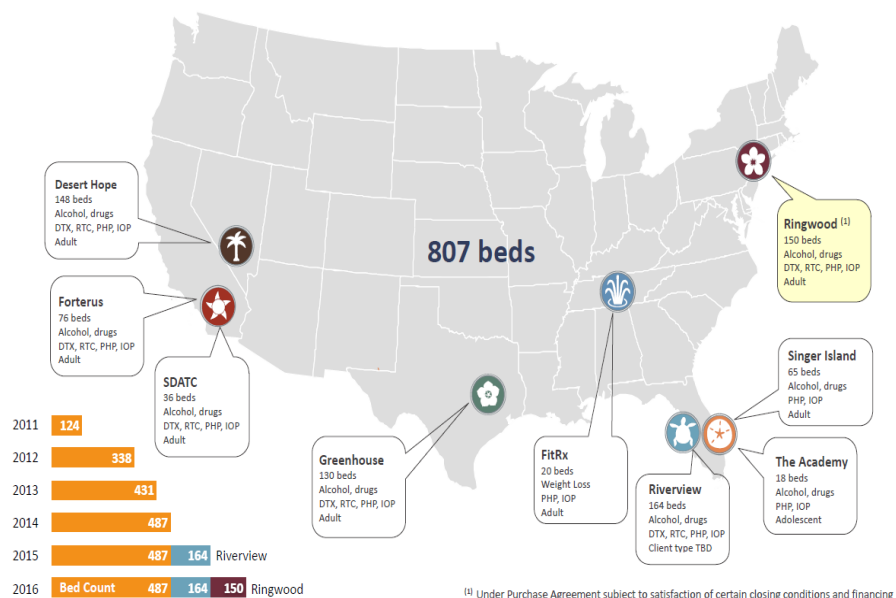 807 beds
Desert Hope
148 beds
Alcohol, drugs
DTX, RTC, PHP, IOP
Adult
Forterus
76 beds
Alcohol, drugs
DTX, RTC, PHP, IOP
Adult
SDATC
36 beds
Alcohol, drugs
DTX, RTC, PHP, IOP
Adult
Greenhouse
130 beds
Alcohol, drugs
DTX, RTC, PHP, IOP
Adult
FitRx
20 beds
Weight Loss
PHP, IOP
Adult
Riverview
164 beds
Alcohol, drugs
DTX, RTC, PHP, IOP
Client type TBD
Ringwood (1)
150 beds
Alcohol, drugs
DTX, RTC, PHP, IOP
Adult
Singer Island
65 beds
Alcohol, drugs
PHP, IOP
Adult
The Academy
18 beds
Alcohol, drugs
PHP, IOP
Adolescent
2011 124
2012 338
2013 431
2014 487
2015 487 164 Riverview
2016 Bed Count 487 164 150 Ringwood
(1) Under Purchase Agreement subject to satisfaction of certain closing conditions and financing